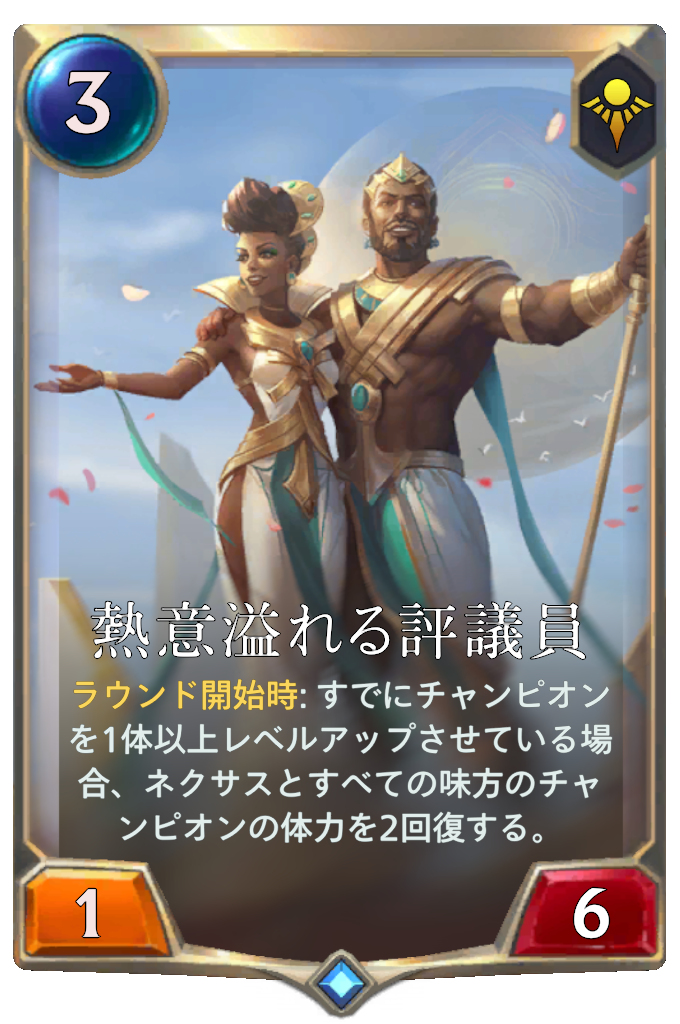 3
熱意溢れる評議員
ラウンド開始時: すでにチャンピオン
を1体以上レベルアップさせている場
合、ネクサスとすべての味方のチャ
ンピオンの体力を2回復する。
1
6